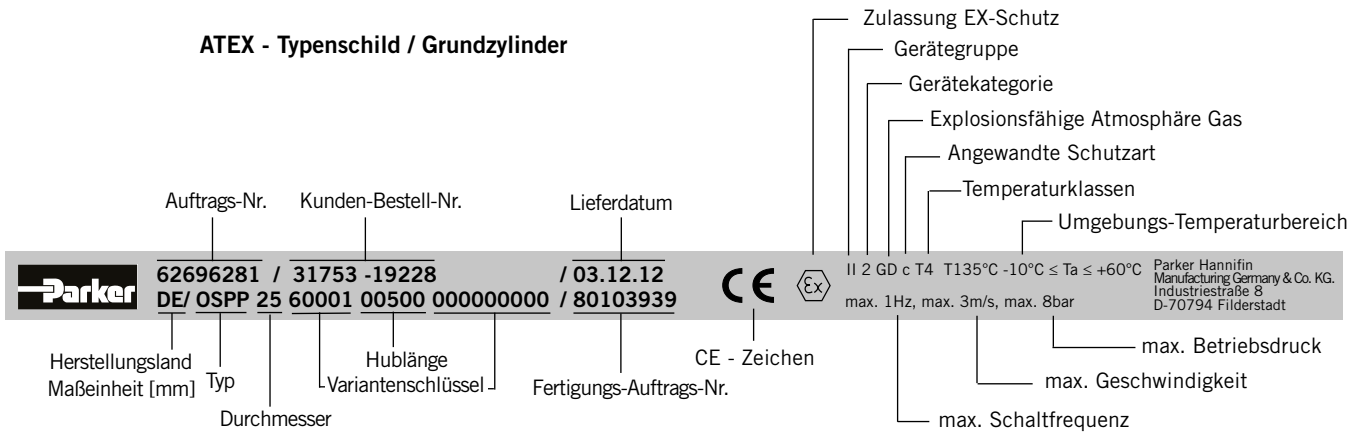 ATEX - Typenschild / Grundzylinder
Zulassung EX-Schutz
Gerätegruppe
Gerätekategorie
Explosionsfähige Atmosphäre Gas
Angewandte Schutzart
Temperaturklassen
Umgebungs-Temperaturbereich
Auftrags-Nr.
Kunden-Bestell-Nr.
Lieferdatum
Parker
62696281 / 31753 -19228 / 03.12.12
DE/ OSPP 25 60001 00500 000000000 / 80103939
CE
Ex
II 2 GD c T4 T135°C -10°C ≤ Ta ≤ +60°C
max. 1Hz, max. 3m/s, max. 8bar
Parker Hannifin
Manufacturing Germany & Co. KG.
Industriestraße 8
D-70794 Filderstadt
Herstellungsland
Maßeinheit [mm]
Typ
Durchmesser
Hublänge
Variantenschlüssel
Fertigungs-Auftrags-Nr.
CE - Zeichen
max. Betriebsdruck
max. Geschwindigkeit
max. Schaltfrequenz